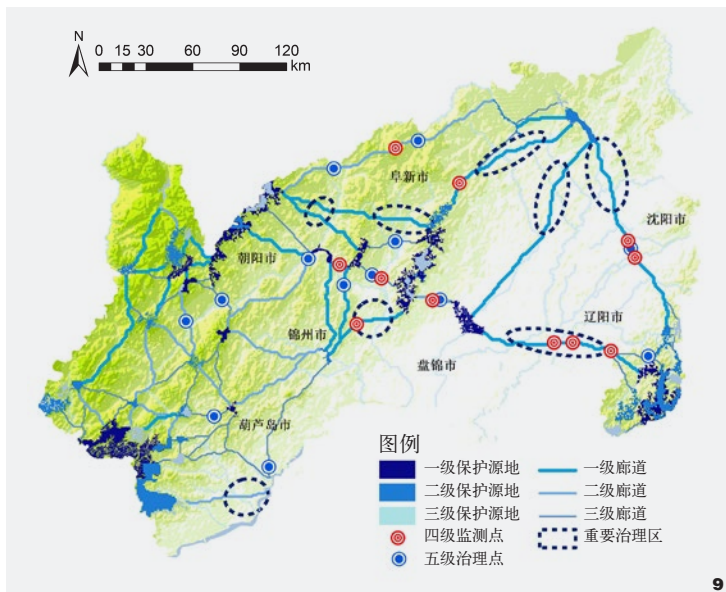 N
0 15 30 60 90 120
km
阜新市
沈阳市
朝阳市
辽阳市
锦州市
盘锦市
葫芦岛市
图例
一级保护源地 一级廊道
二级保护源地 二级廊道
三级保护源地 三级廊道
四级监测点 重要治理区
五级治理点
9